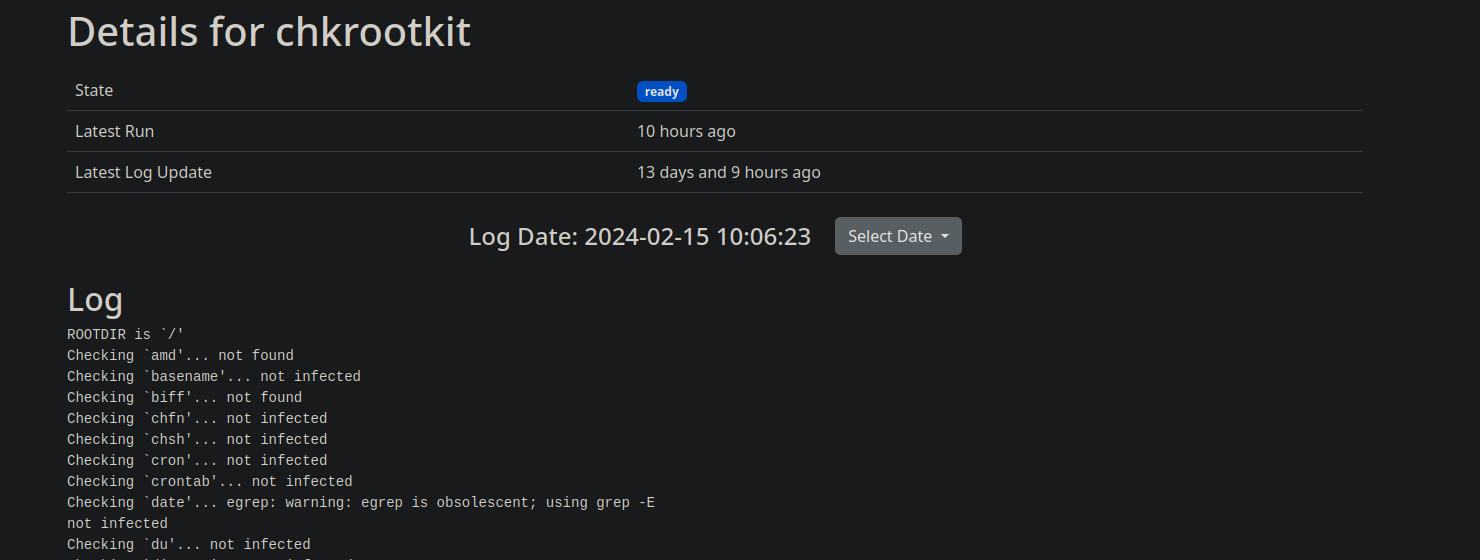 Details for chkrootkit
State ready
Latest Run 10 hours ago
Latest Log Update 13 days and 9 hours ago
Log Date: 2024-02-15 10:06:23 Select Date
Log
ROOTDIR is `/'
Checking `amd'... not found
Checking `basename'... not infected
Checking `biff'... not found
Checking `chfn'... not infected
Checking `chsh'... not infected
Checking `cron'... not infected
Checking `crontab'... not infected
Checking `date'... egrep: warning: egrep is obsolescent; using grep -E
not infected
Checking `du'... not infected